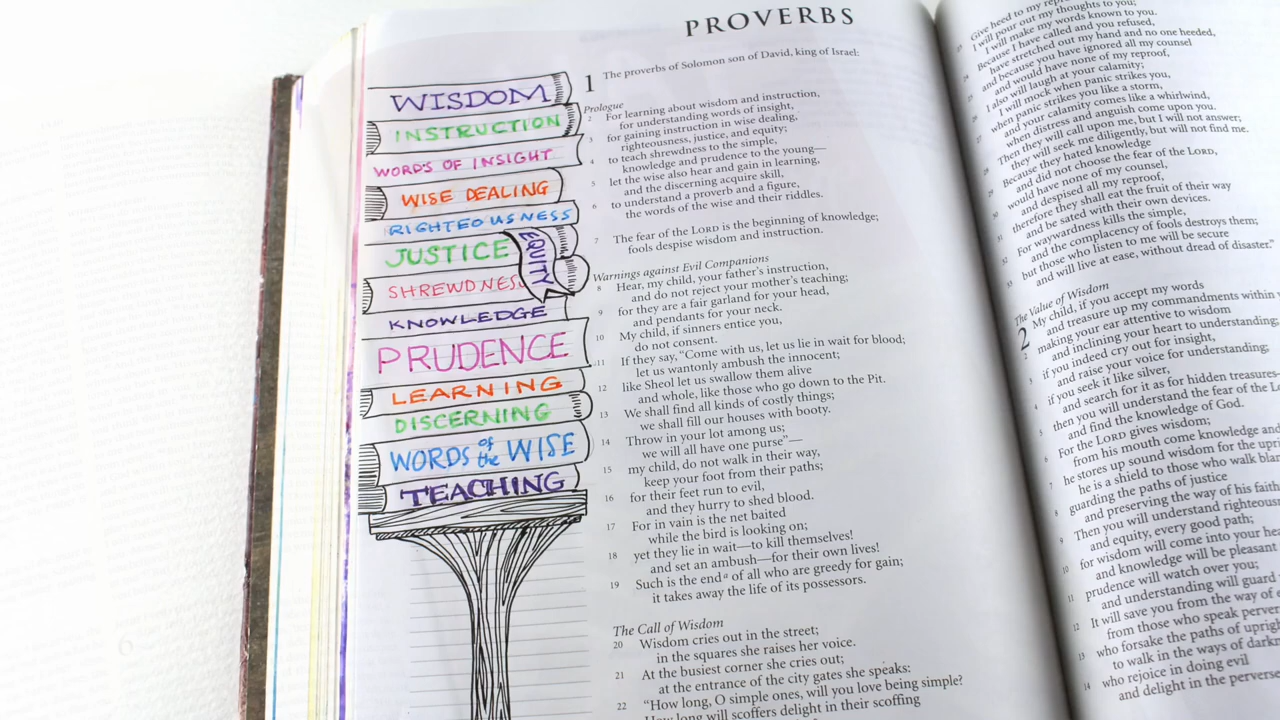 PROVERBS
WISDOM
INSTRUCTION
WORDS OF INSIGHT
WISE DEALING
RIGHTEOUSNESS
JUSTICE
EQUITY
SHREWDNESS
KNOWLEDGE
PRUDENCE
LEARNING
DISCERNING
WORDS of the WISE
TEACHING
1 The proverbs of Solomon son of David, king of Israel:
Prologue
2 For learning about wisdom and instruction,
for understanding words of insight,
3 for gaining instruction in wise dealing,
righteousness, justice, and equity;
4 to teach shrewdness to the simple,
knowledge and prudence to the young—
5 let the wise also hear and gain in learning,
and the discerning acquire skill,
6 to understand a proverb and a figure,
the words of the wise and their riddles.
7 The fear of the LORD is the beginning of knowledge;
fools despise wisdom and instruction.
Warnings against Evil Companions
8 Hear, my child, your father's instruction,
and do not reject your mother's teaching;
9 for they are a fair garland for your head,
and pendants for your neck.
10 My child, if sinners entice you,
do not consent.
11 If they say, "Come with us, let us lie in wait for blood;
let us wantonly ambush the innocent;
12 like Sheol let us swallow them alive
and whole, like those who go down to the Pit.
13 We shall find all kinds of costly things;
we shall fill our houses with booty.
14 Throw in your lot among us;
we will all have one purse"—
15 my child, do not walk in their way,
keep your foot from their paths;
16 for their feet run to evil,
and they hurry to shed blood.
17 For in vain is the net baited
while the bird is looking on;
18 yet they lie in wait—to kill themselves!
and set an ambush—for their own lives!
19 Such is the end a of all who are greedy for gain;
it takes away the life of its possessors.
The Call of Wisdom
20 Wisdom cries out in the street;
in the squares she raises her voice.
21 At the busiest corner she cries out;
at the entrance of the city gates she speaks:
22 "How long, O simple ones, will you love being simple?
How long will scoffers delight in their scoffing
Give heed to my
I will pour out my thoughts to you;
I will make my words known to you.
Because I have called and you refused,
have stretched out my hand and no one heeded,
25 and because you have ignored all my counsel
and would have none of my reproof,
26 I also will laugh at your calamity;
I will mock when panic strikes you,
27 when panic strikes you like a storm,
and your calamity comes like a whirlwind,
when distress and anguish come upon you.
28 Then they will call upon me, but I will not answer;
they will seek me diligently, but will not find me.
29 Because they hated knowledge
and did not choose the fear of the LORD,
30 would have none of my counsel,
and despised all my reproof,
31 therefore they shall eat the fruit of their way
and be sated with their own devices.
32 For waywardness kills the simple,
and the complacency of fools destroys them;
33 but those who listen to me will be secure
and will live at ease, without dread of disaster."
The Value of Wisdom
2 My child, if you accept my words
and treasure up my commandments within
2 making your ear attentive to wisdom
and inclining your heart to understanding;
3 if you indeed cry out for insight,
and raise your voice for understanding;
4 if you seek it like silver,
and search for it as for hidden treasures—
5 then you will understand the fear of the
and find the knowledge of God.
6 For the LORD gives wisdom;
from his mouth come knowledge and
7 he stores up sound wisdom for the
he is a shield to those who walk
8 guarding the paths of justice
and preserving the way of his
9 Then you will understand
and equity, every good path;
10 for wisdom will come into your
and knowledge will be pleasant
11 prudence will watch over you;
and understanding will guard
12 It will save you from the way of
from those who speak
13 who forsake the paths of
to walk in the ways of
14 who rejoice in doing evil
and delight in the